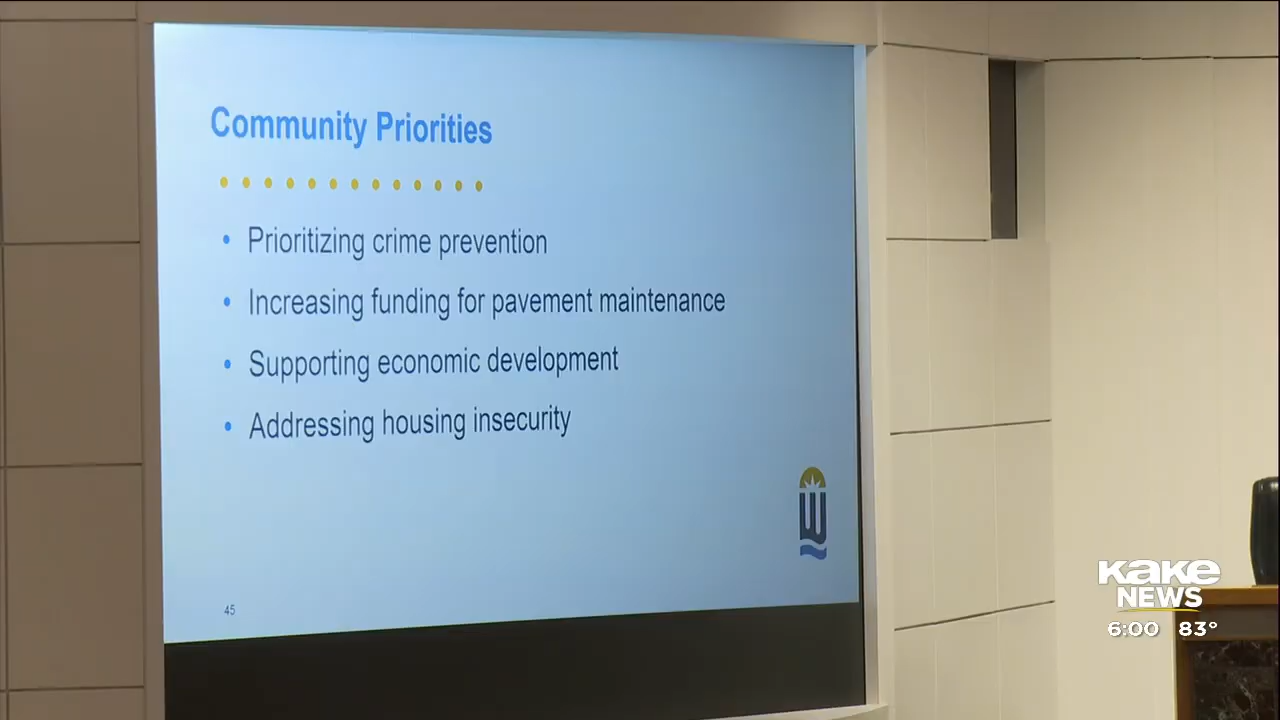 Community Priorities
• Prioritizing crime prevention
• Increasing funding for pavement maintenance
• Supporting economic development
• Addressing housing insecurity
45
KAKE
NEWS
6:00 83°